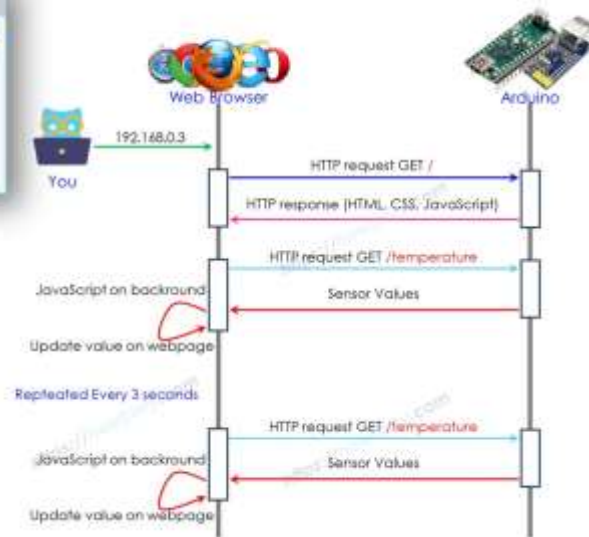 Web Browser
Arduino
192.168.0.3
You
HTTP request GET /
HTTP response (HTML, CSS, JavaScript)
HTTP request GET /temperature
JavaScript on backround
Sensor Values
Update value on webpage
Repteated Every 3 seconds
HTTP request GET /temperature
JavaScript on backround
Sensor Values
Update value on webpage